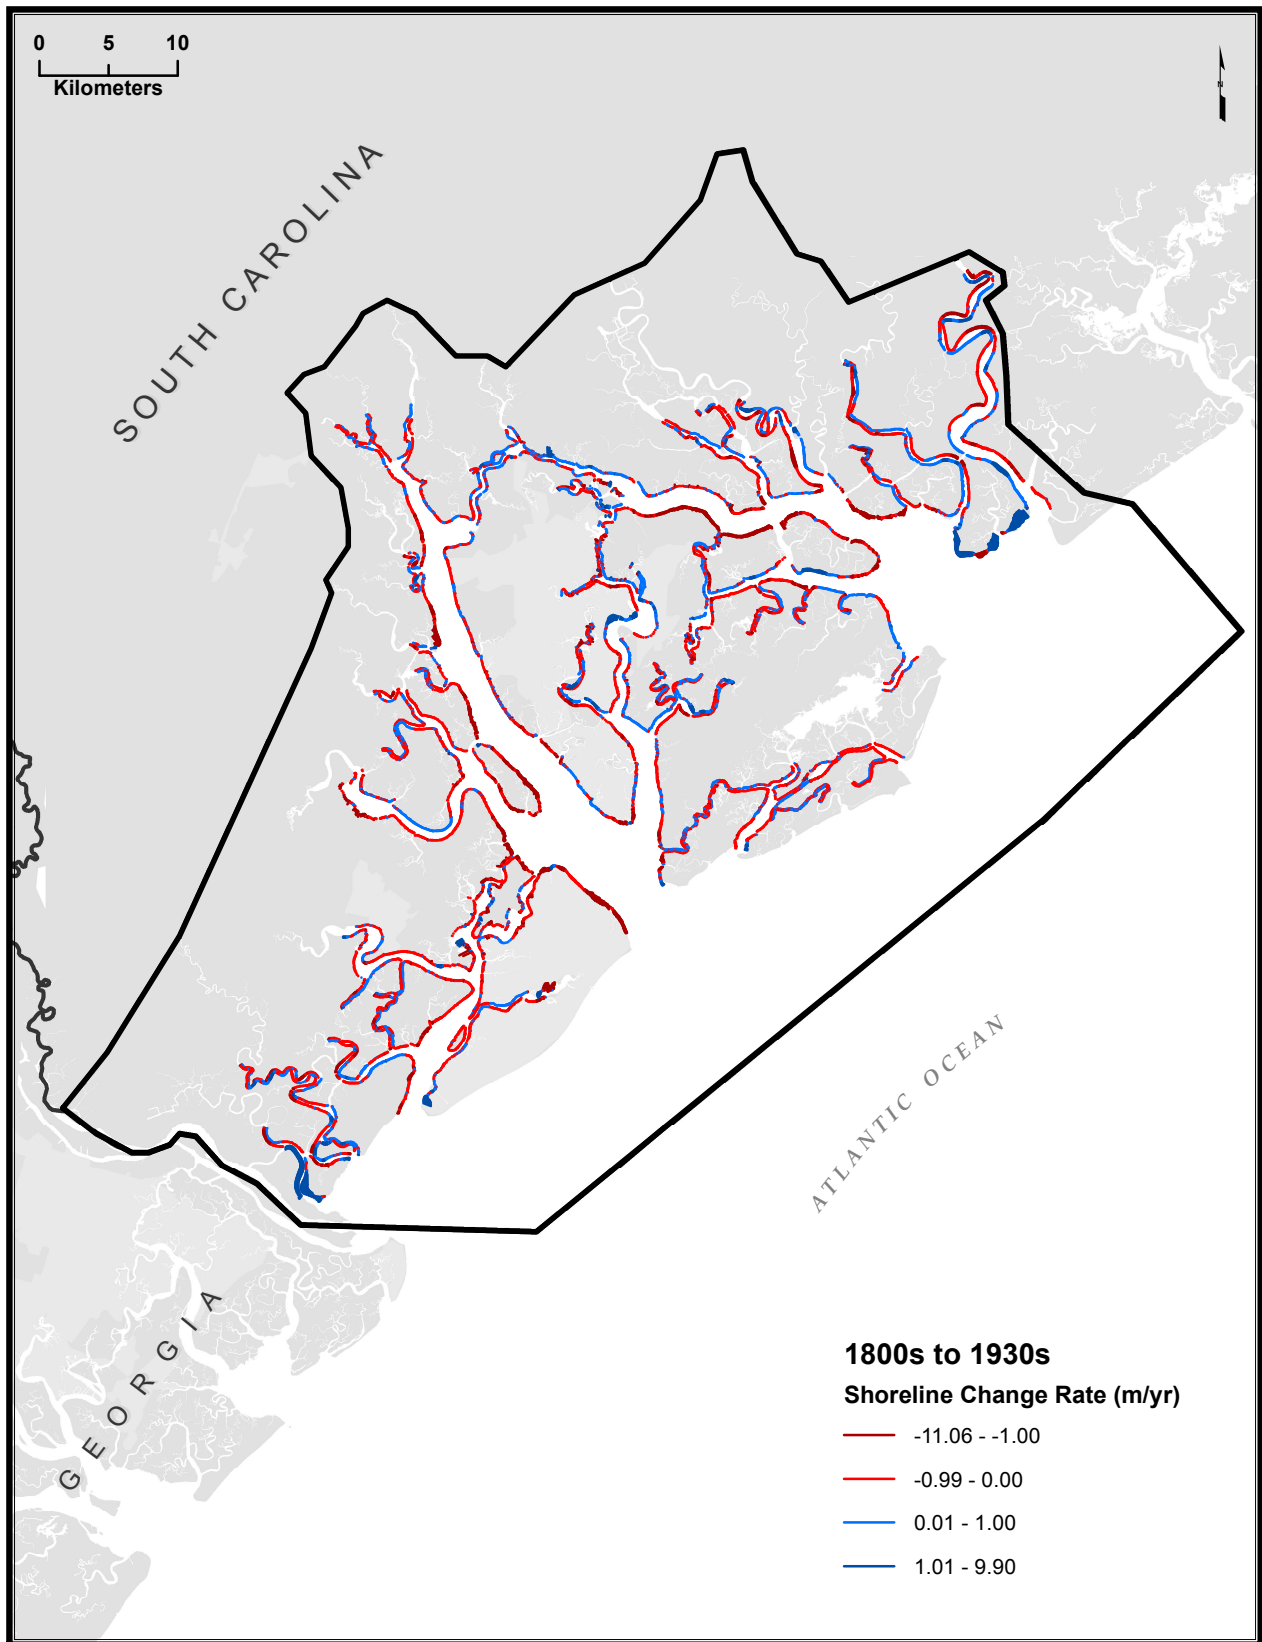 0 5 10
Kilometers
N
SOUTH CAROLINA
ATLANTIC OCEAN
GEORGIA
1800s to 1930s
Shoreline Change Rate (m/yr)
-11.06 - -1.00
-0.99 - 0.00
0.01 - 1.00
1.01 - 9.90